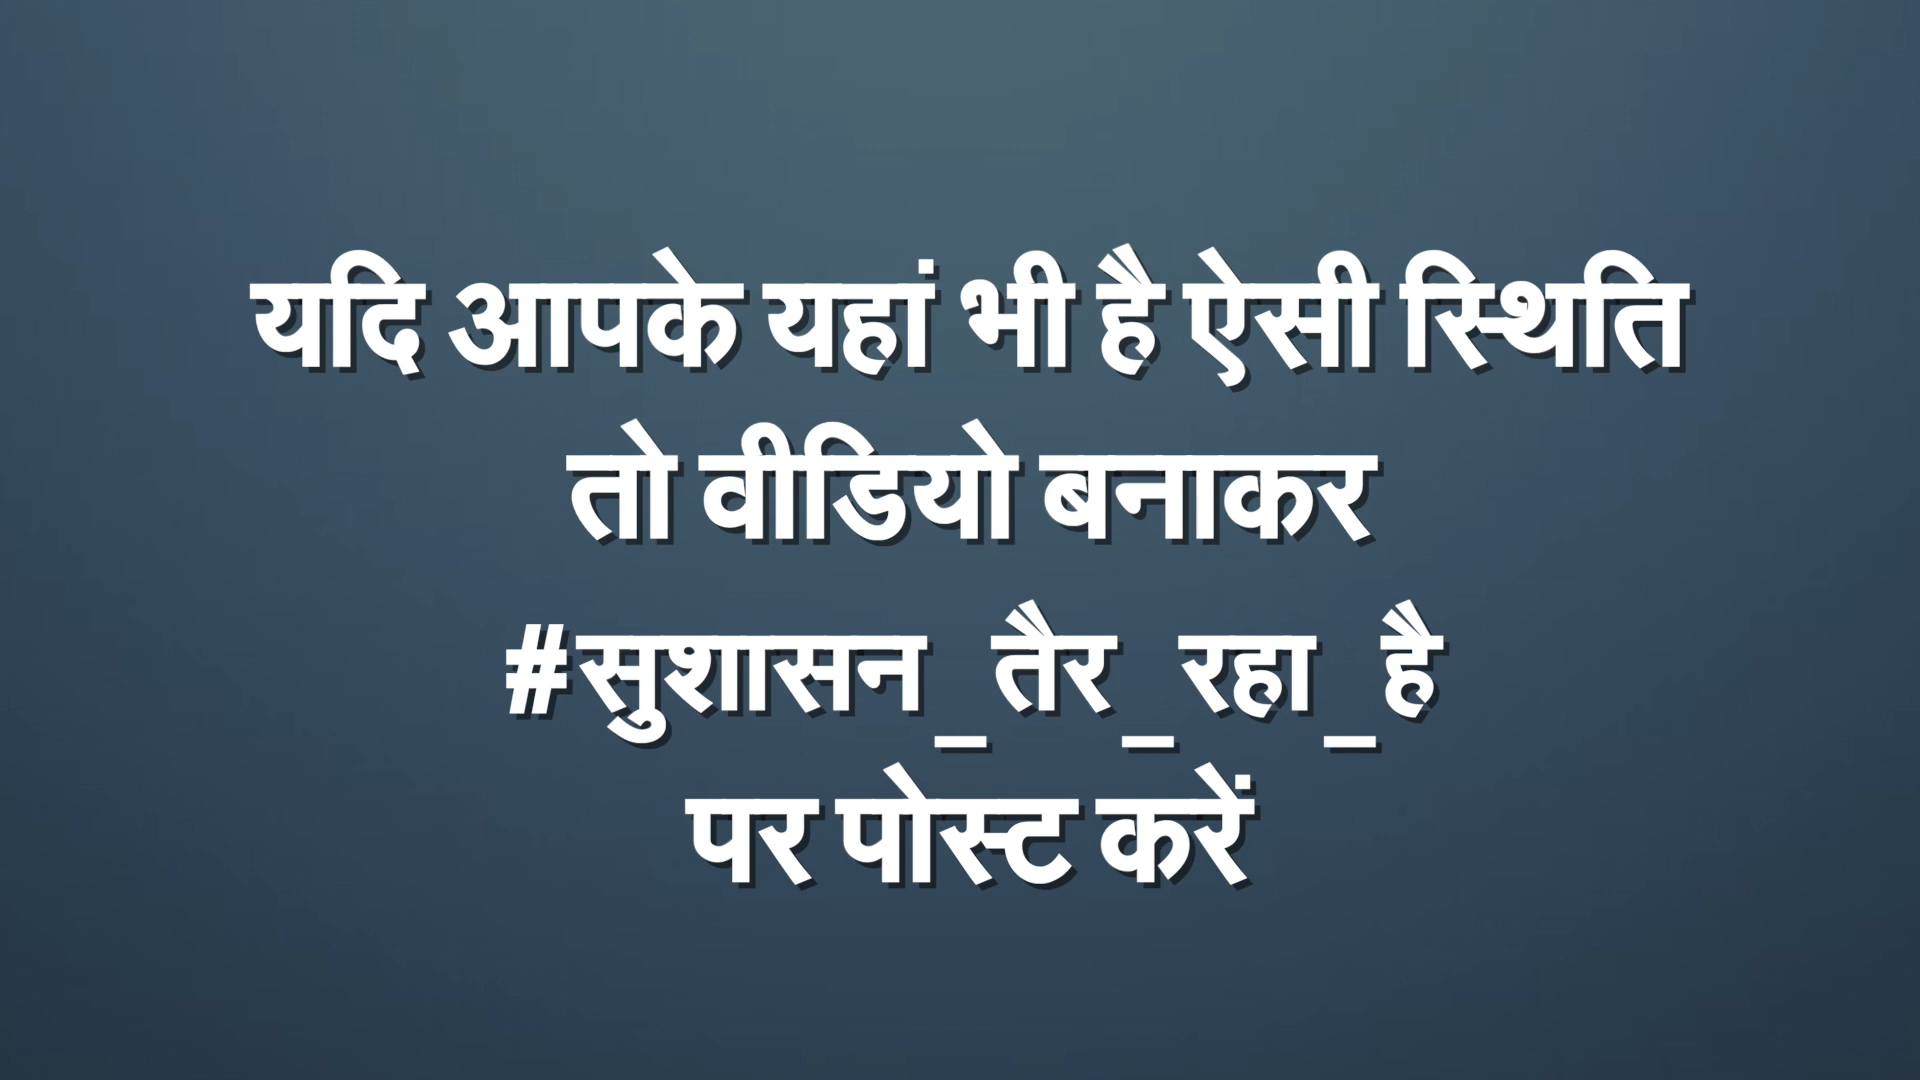 यदि आपके यहां भी है ऐसी स्थिति
तो वीडियो बनाकर
#सुशासन_तैर_रहा_है
पर पोस्ट करें